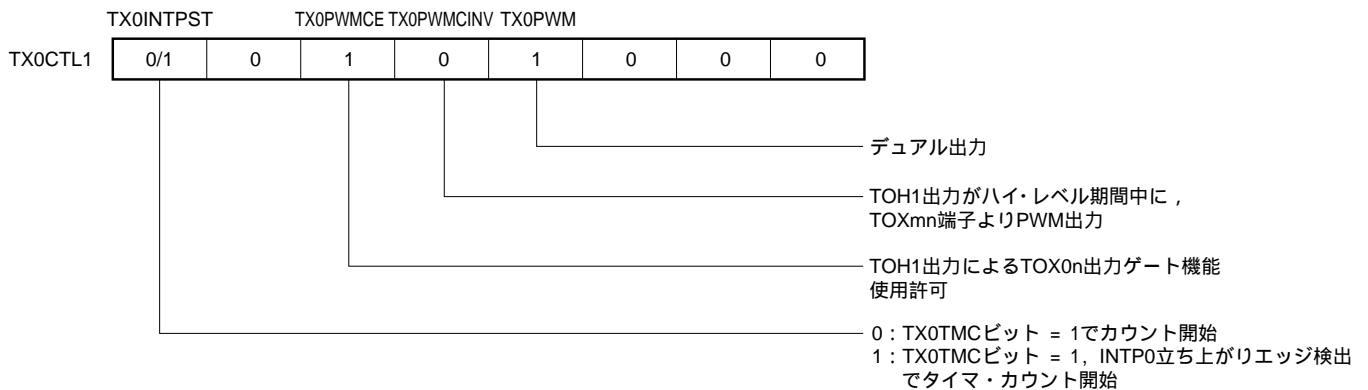 TX0INTPST TX0PWMCE TX0PWMCINV TX0PWM
TX0CTL1 0/1 0 1 0 1 0 0 0
デュアル出力
TOH1出力がハイ・レベル期間中に，
TOXmn端子よりPWM出力
TOH1出力によるTOX0n出力ゲート機能
使用許可
0：TX0TMCビット = 1でカウント開始
1：TX0TMCビット = 1，INTP0立ち上がりエッジ検出
でタイマ・カウント開始